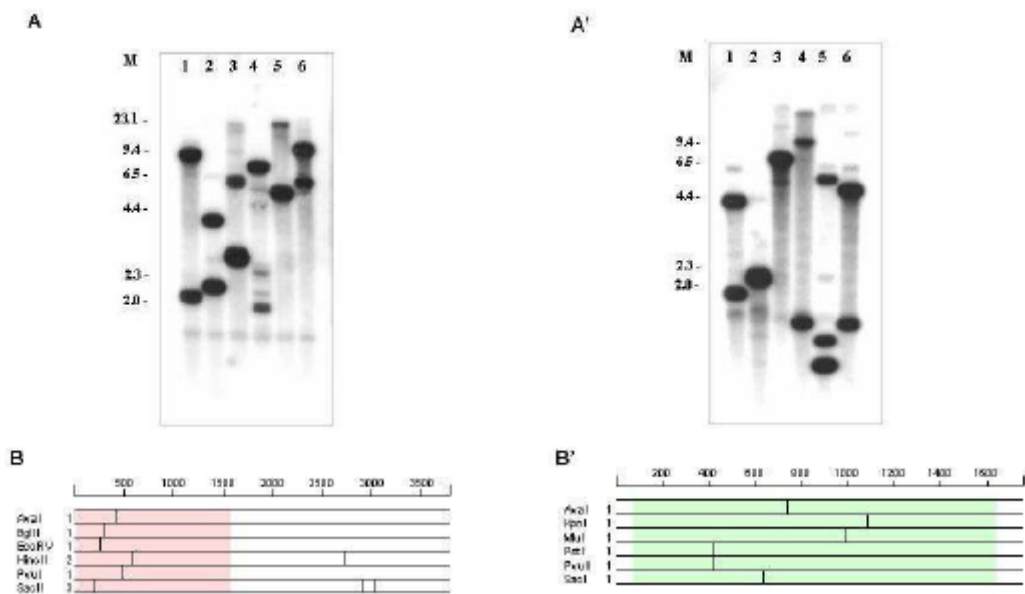 A
M 1 2 3 4 5 6
23.1 -
9.4 -
6.5 -
4.4 -
2.3 -
2.0 -
A'
M 1 2 3 4 5 6
9.4 -
6.5 -
4.4 -
2.3 -
2.0 -
B
500 1000 1500 2000 2500 3000 3500
AvaI 1
BglII 1
EcoRV 1
HincII 2
PvuI 1
SacII 3
B'
200 400 600 800 1000 1200 1400 1600
AvaI 1
KpnI 1
MluI 1
PstI 1
PvuII 1
SacI 1